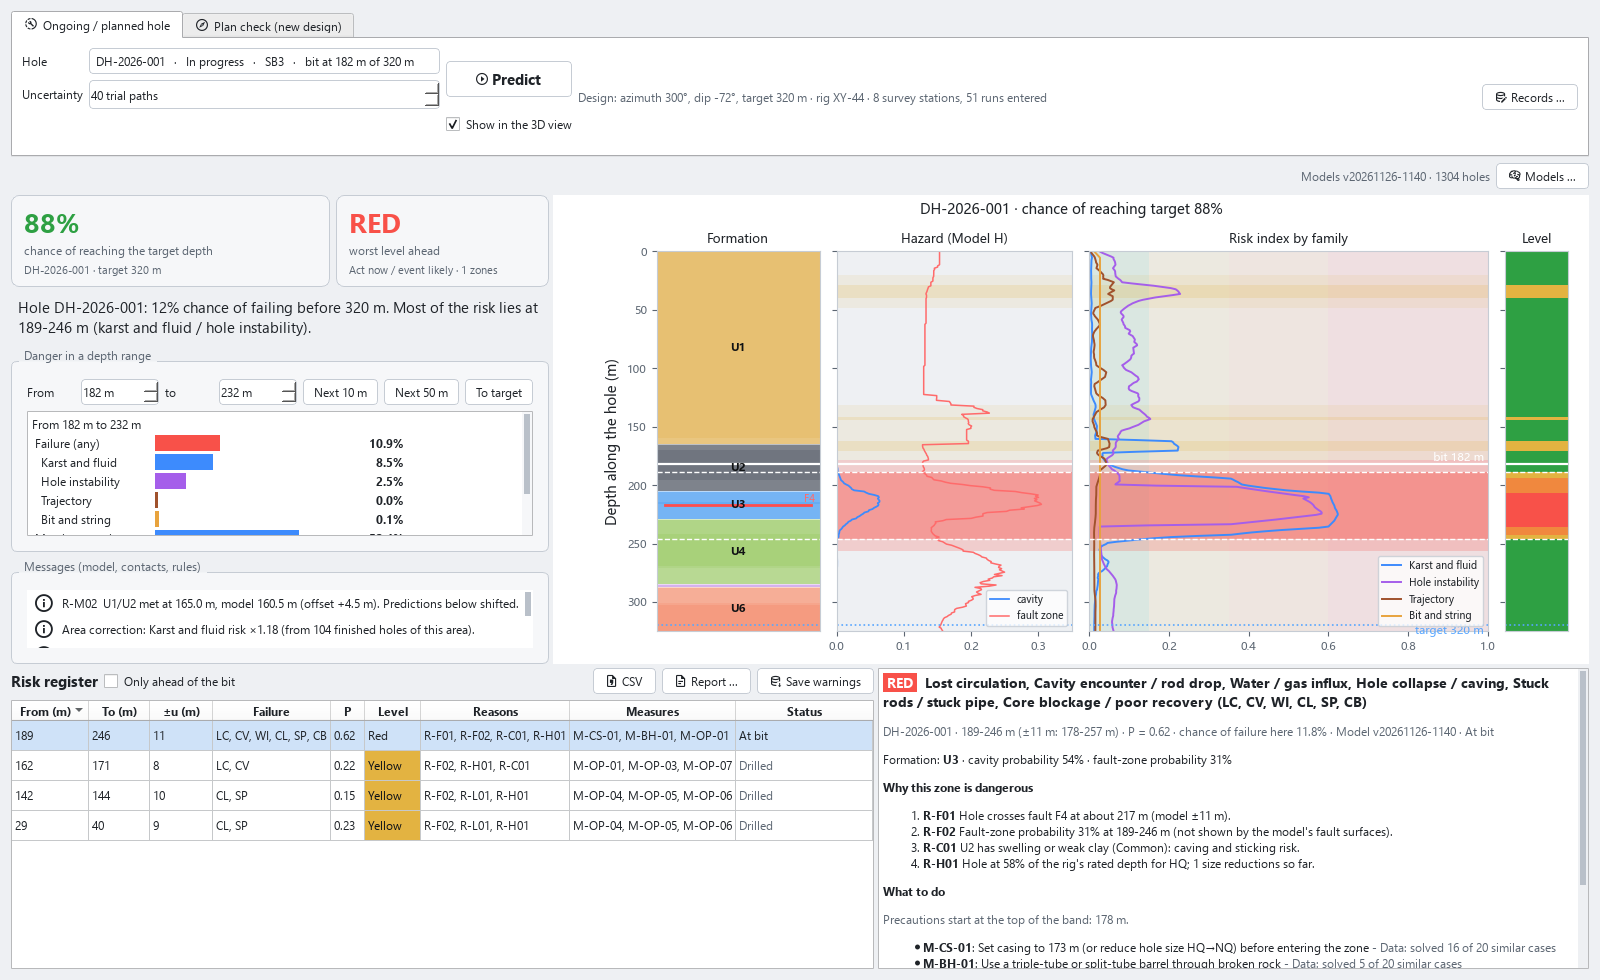 Ongoing / planned hole
Plan check (new design)
Hole
DH-2026-001 · In progress · SB3 · bit at 182 m of 320 m
Uncertainty
40 trial paths
Predict
Show in the 3D view
Design: azimuth 300°, dip -72°, target 320 m · rig XY-44 · 8 survey stations, 51 runs entered
Records ...
Models v20261126-1140 · 1304 holes
Models ...
88%
chance of reaching the target depth
DH-2026-001 · target 320 m
RED
worst level ahead
Act now / event likely · 1 zones
Hole DH-2026-001: 12% chance of failing before 320 m. Most of the risk lies at
189-246 m (karst and fluid / hole instability).
Danger in a depth range
From
182 m
to
232 m
Next 10 m
Next 50 m
To target
From 182 m to 232 m
Failure (any) 10.9%
Karst and fluid 8.5%
Hole instability 2.5%
Trajectory 0.0%
Bit and string 0.1%
Messages (model, contacts, rules)
R-M02 U1/U2 met at 165.0 m, model 160.5 m (offset +4.5 m). Predictions below shifted.
Area correction: Karst and fluid risk ×1.18 (from 104 finished holes of this area).
DH-2026-001 · chance of reaching target 88%
Formation
Hazard (Model H)
Risk index by family
Level
Depth along the hole (m)
0
50
100
150
200
250
300
U1
U2
U3
U4
U6
bit 182 m
target 320 m
cavity
fault zone
Karst and fluid
Hole instability
Trajectory
Bit and string
0.0 0.1 0.2 0.3
0.0 0.2 0.4 0.6 0.8 1.0
Risk register
Only ahead of the bit
CSV
Report ...
Save warnings
From (m) To (m) ±u (m) Failure P Level Reasons Measures Status
189 246 11 LC, CV, WI, CL, SP, CB 0.62 Red R-F01, R-F02, R-C01, R-H01 M-CS-01, M-BH-01, M-OP-01 At bit
162 171 8 LC, CV 0.22 Yellow R-F02, R-H01, R-C01 M-OP-01, M-OP-03, M-OP-07 Drilled
142 144 10 CL, SP 0.15 Yellow R-F02, R-L01, R-H01 M-OP-04, M-OP-05, M-OP-06 Drilled
29 40 9 CL, SP 0.23 Yellow R-F02, R-L01, R-H01 M-OP-04, M-OP-05, M-OP-06 Drilled
RED Lost circulation, Cavity encounter / rod drop, Water / gas influx, Hole collapse / caving, Stuck
rods / stuck pipe, Core blockage / poor recovery (LC, CV, WI, CL, SP, CB)
DH-2026-001 · 189-246 m (±11 m: 178-257 m) · P = 0.62 · chance of failure here 11.8% · Model v20261126-1140 · At bit
Formation: U3 · cavity probability 54% · fault-zone probability 31%
Why this zone is dangerous
1. R-F01 Hole crosses fault F4 at about 217 m (model ±11 m).
2. R-F02 Fault-zone probability 31% at 189-246 m (not shown by the model's fault surfaces).
3. R-C01 U2 has swelling or weak clay (Common): caving and sticking risk.
4. R-H01 Hole at 58% of the rig's rated depth for HQ; 1 size reductions so far.
What to do
Precautions start at the top of the band: 178 m.
• M-CS-01: Set casing to 173 m (or reduce hole size HQ→NQ) before entering the zone - Data: solved 16 of 20 similar cases
• M-BH-01: Use a triple-tube or split-tube barrel through broken rock - Data: solved 5 of 20 similar cases